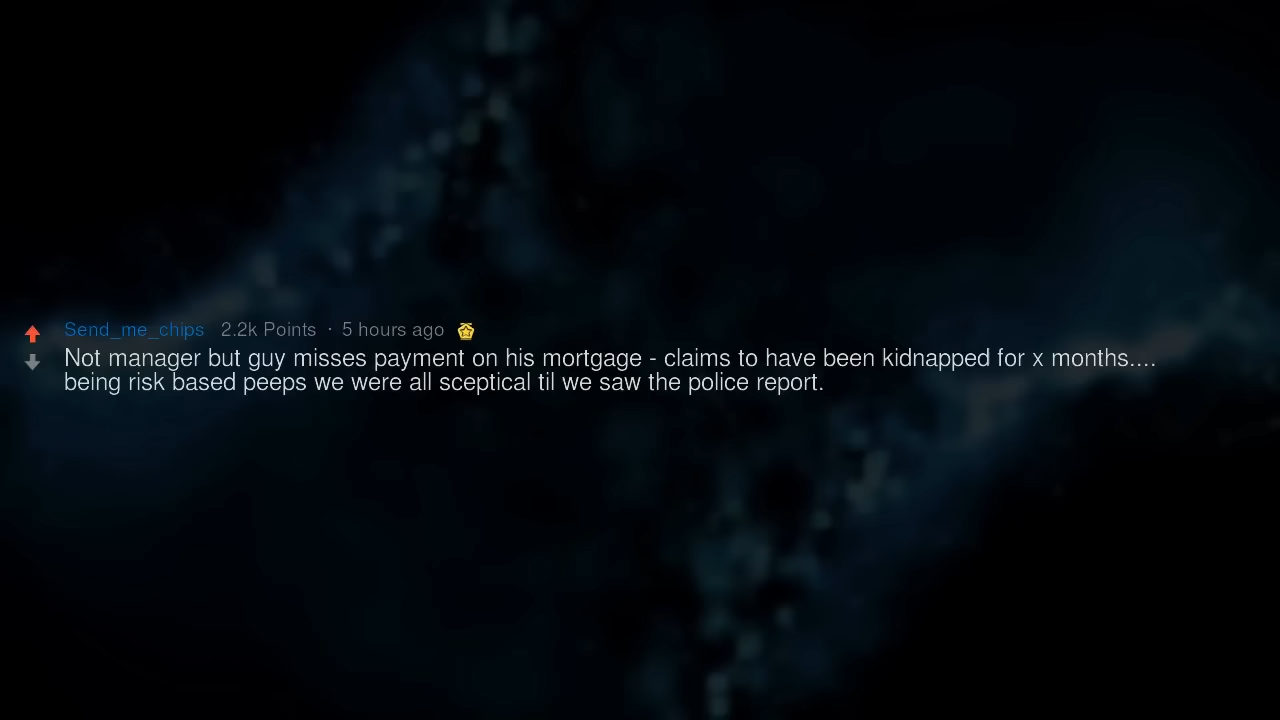 Send_me_chips 2.2k Points · 5 hours ago
Not manager but guy misses payment on his mortgage - claims to have been kidnapped for x months....
being risk based peeps we were all sceptical til we saw the police report.